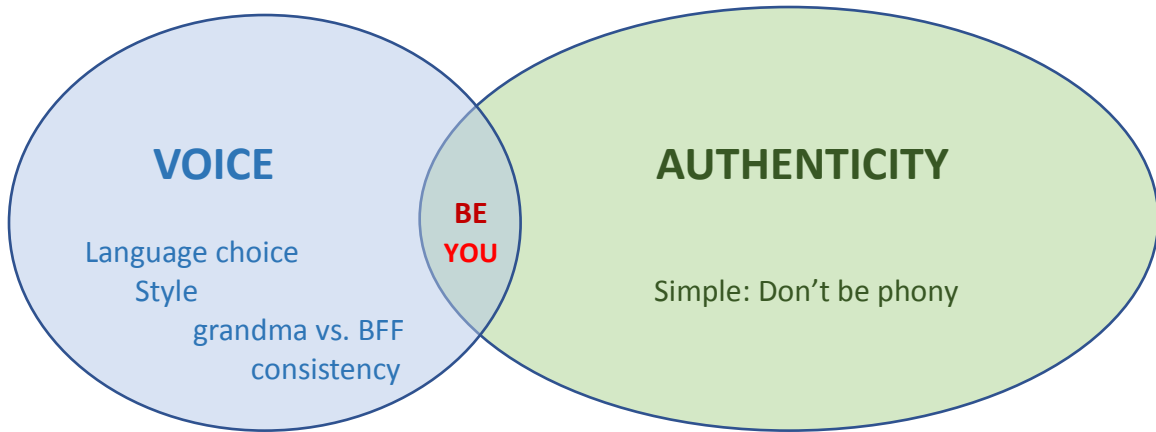 VOICE
Language choice
Style
grandma vs. BFF
consistency
BE
YOU
AUTHENTICITY
Simple: Don’t be phony